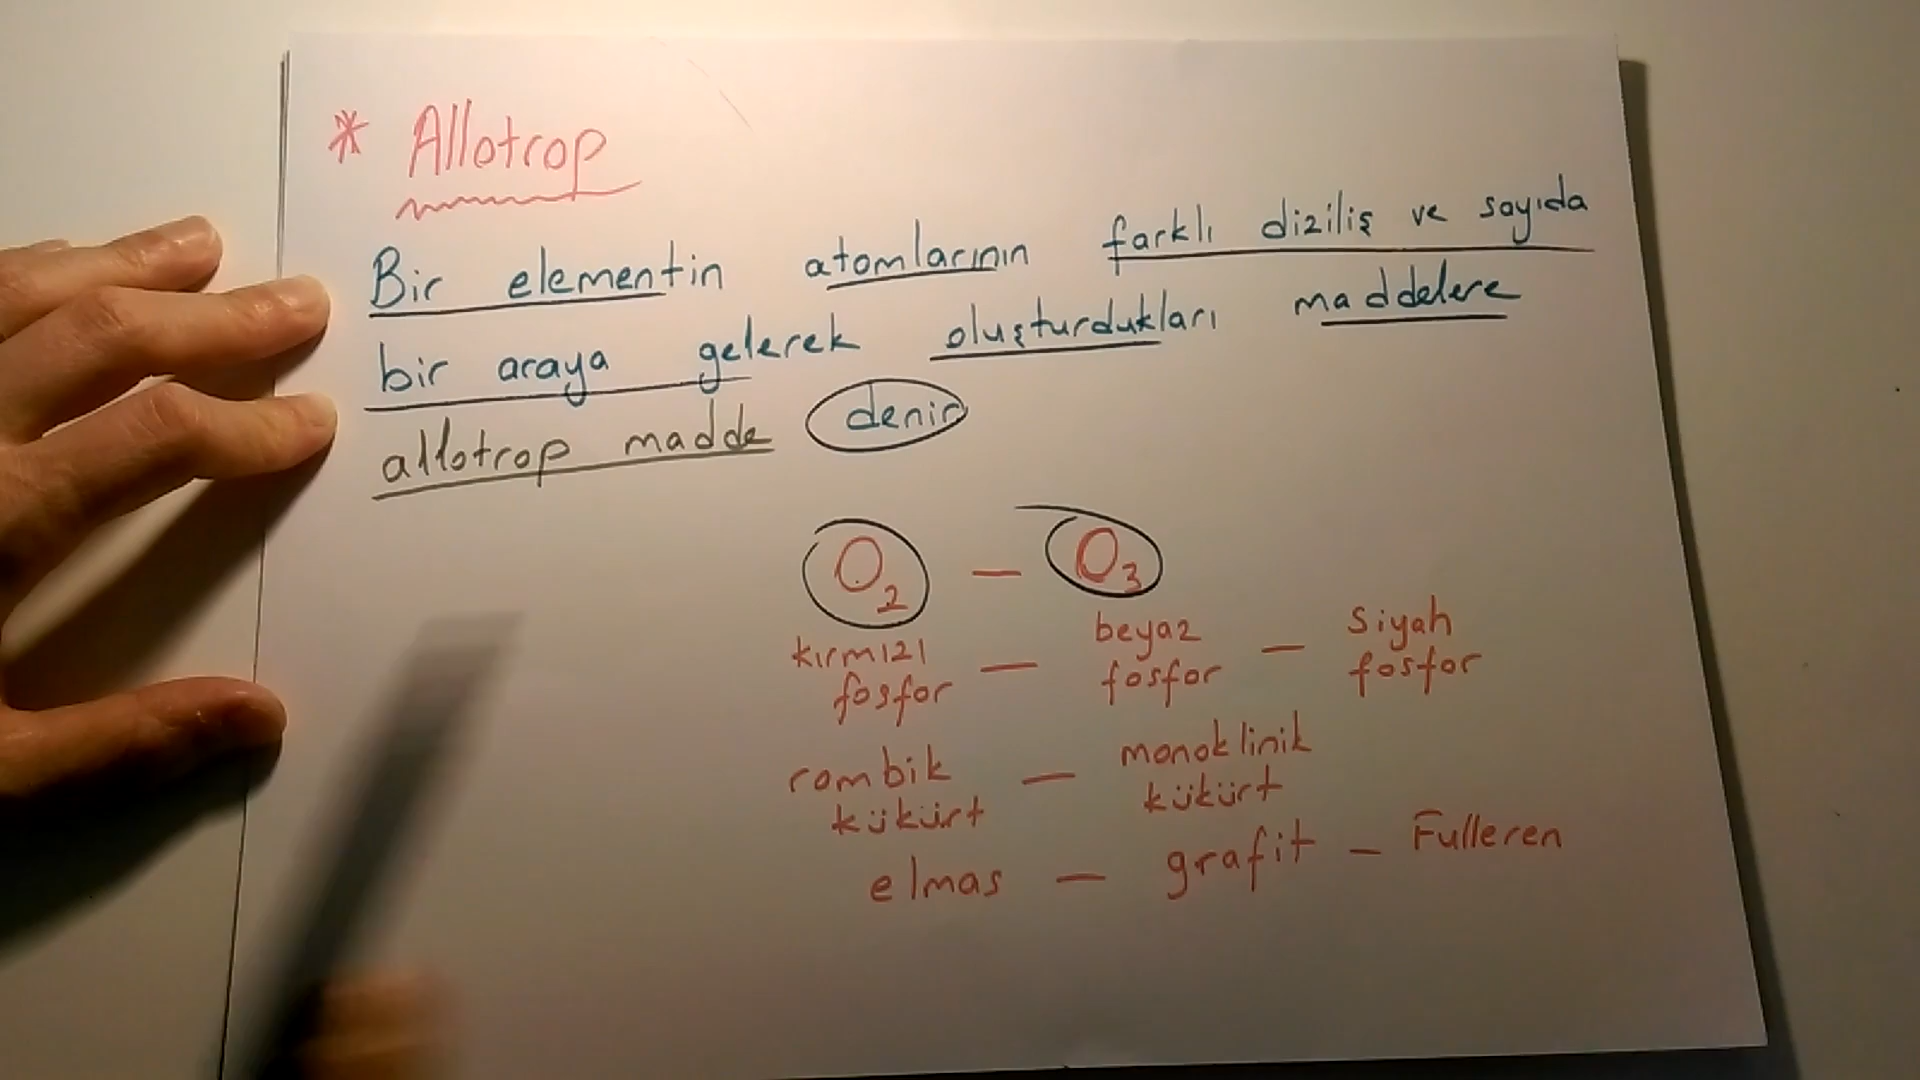 * Allotrop
Bir elementin atomlarının farklı diziliş ve sayıda
bir araya gelerek oluşturdukları maddelere
allotrop madde denir
O₂ — O₃
kırmızı fosfor — beyaz fosfor — Siyah fosfor
rombik kükürt — monoklinik kükürt
elmas — grafit — Fulleren